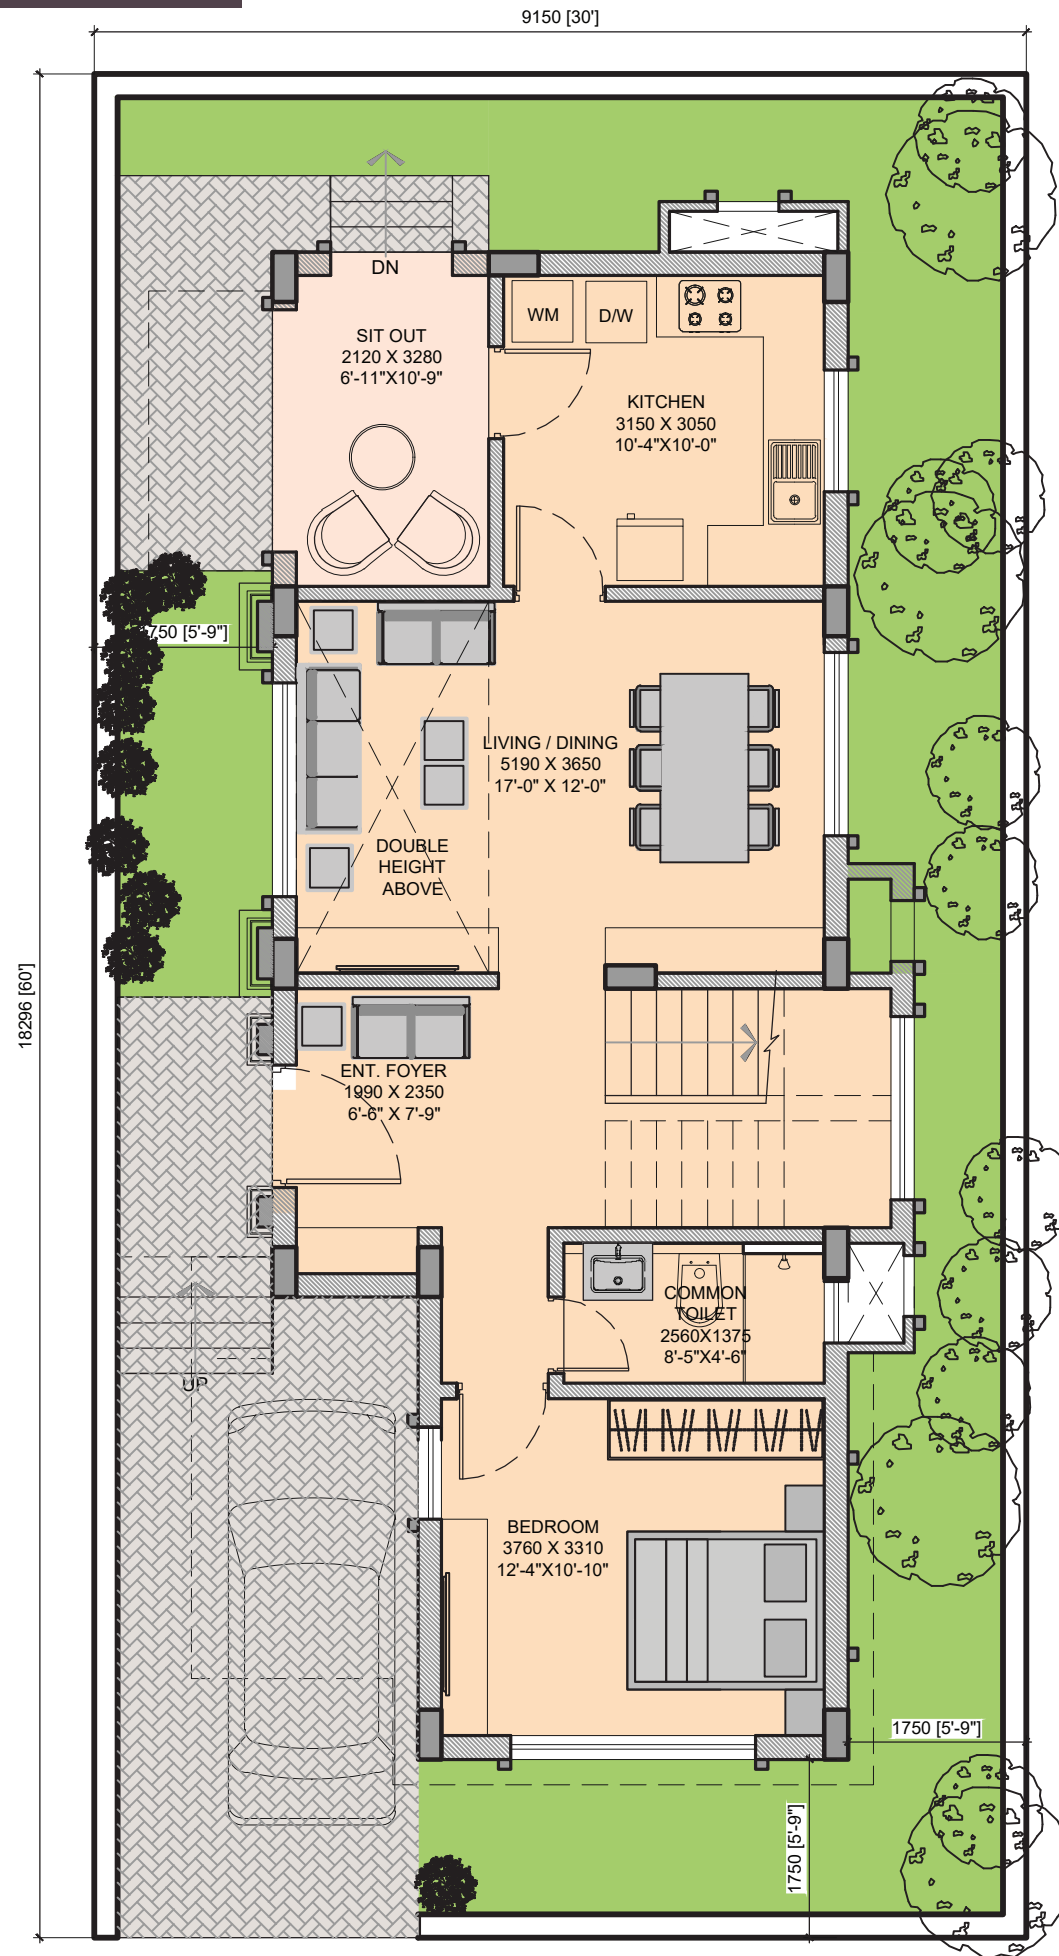 9150 [30']
DN
SIT OUT
2120 X 3280
6'-11"X10'-9"
WM
D/W
KITCHEN
3150 X 3050
10'-4"X10'-0"
750 [5'-9"]
LIVING / DINING
5190 X 3650
17'-0" X 12'-0"
DOUBLE
HEIGHT
ABOVE
18296 [60']
ENT. FOYER
1990 X 2350
6'-6" X 7'-9"
COMMON
TOILET
2560X1375
8'-5"X4'-6"
UP
BEDROOM
3760 X 3310
12'-4"X10'-10"
1750 [5'-9"]
1750 [5'-9"]